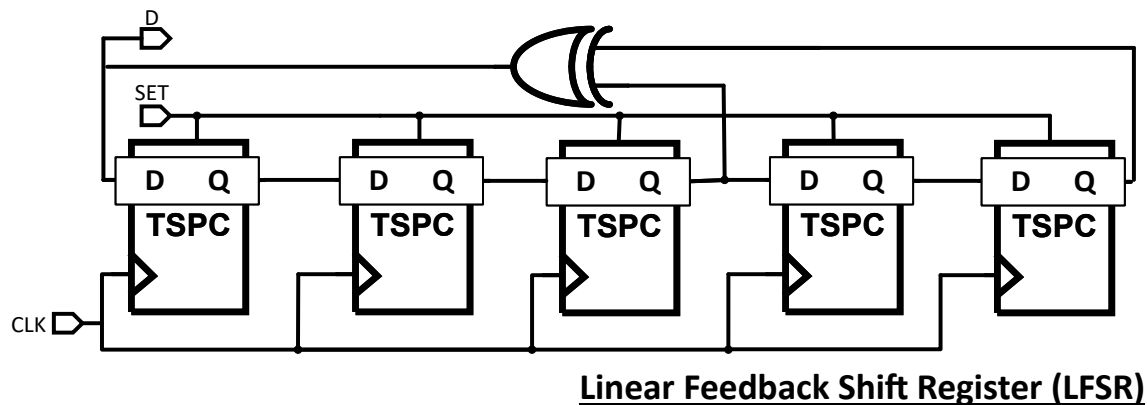 D
SET
D Q D Q D Q D Q D Q
TSPC TSPC TSPC TSPC TSPC
CLK
Linear Feedback Shift Register (LFSR)